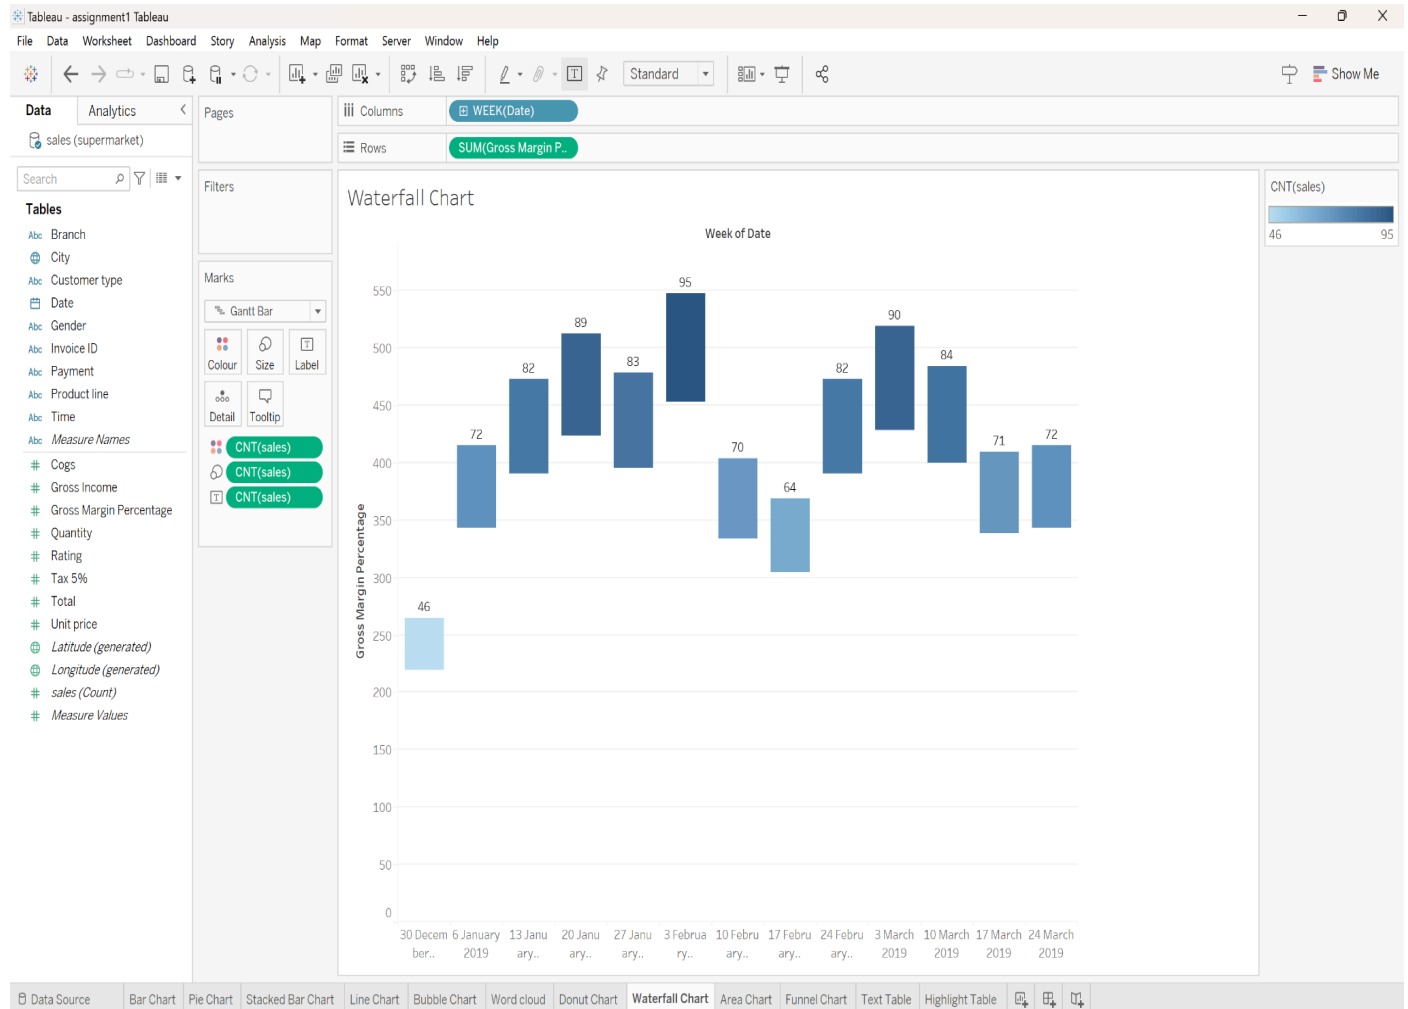 Tableau - assignment1 Tableau
File Data Worksheet Dashboard Story Analysis Map Format Server Window Help
Standard
Show Me
Data Analytics
sales (supermarket)
Search
Tables
Abc Branch
City
Abc Customer type
Date
Abc Gender
Abc Invoice ID
Abc Payment
Abc Product line
Abc Time
Abc Measure Names
# Cogs
# Gross Income
# Gross Margin Percentage
# Quantity
# Rating
# Tax 5%
# Total
# Unit price
Latitude (generated)
Longitude (generated)
# sales (Count)
# Measure Values
Pages
Filters
Marks
Gantt Bar
Colour Size Label
Detail Tooltip
CNT(sales)
CNT(sales)
CNT(sales)
Columns WEEK(Date)
Rows SUM(Gross Margin P..
Waterfall Chart
Week of Date
Gross Margin Percentage
550
500
450
400
350
300
250
200
150
100
50
0
46
72
82
89
83
95
70
64
82
90
84
71
72
30 Decem
ber..
6 January
2019
13 Janu
ary..
20 Janu
ary..
27 Janu
ary..
3 Februa
ry..
10 Febru
ary..
17 Febru
ary..
24 Febru
ary..
3 March
2019
10 March
2019
17 March
2019
24 March
2019
CNT(sales)
46 95
Data Source Bar Chart Pie Chart Stacked Bar Chart Line Chart Bubble Chart Word cloud Donut Chart Waterfall Chart Area Chart Funnel Chart Text Table Highlight Table